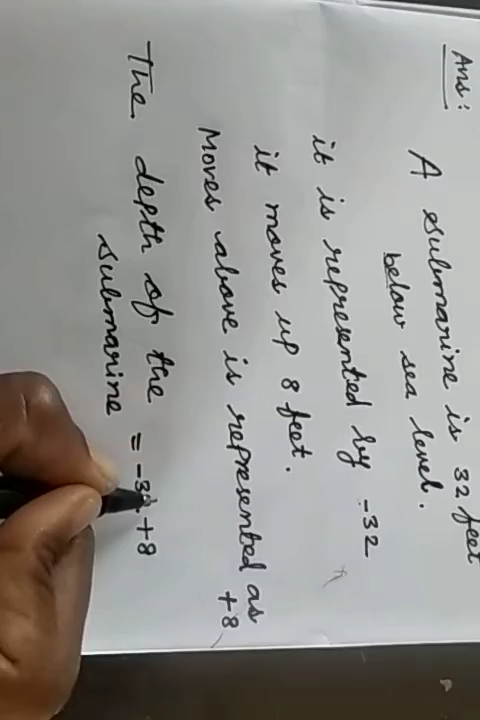 Ans:
A submarine is 32 feet
below sea level.
it is represented by -32
it moves up 8 feet.
Moves above is represented as
+8
The depth of the
submarine = -32+8